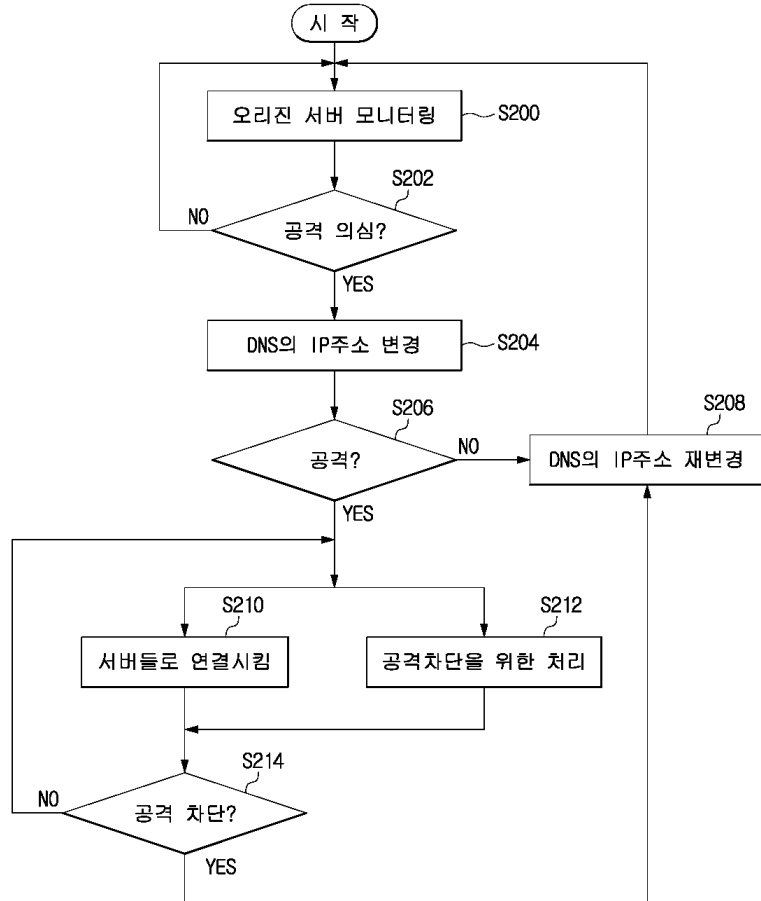 시 작
오리진 서버 모니터링
S200
S202
NO
공격 의심?
YES
DNS의 IP주소 변경
S204
S206
공격?
NO
S208
DNS의 IP주소 재변경
YES
S210
서버들로 연결시킴
S212
공격차단을 위한 처리
S214
NO
공격 차단?
YES